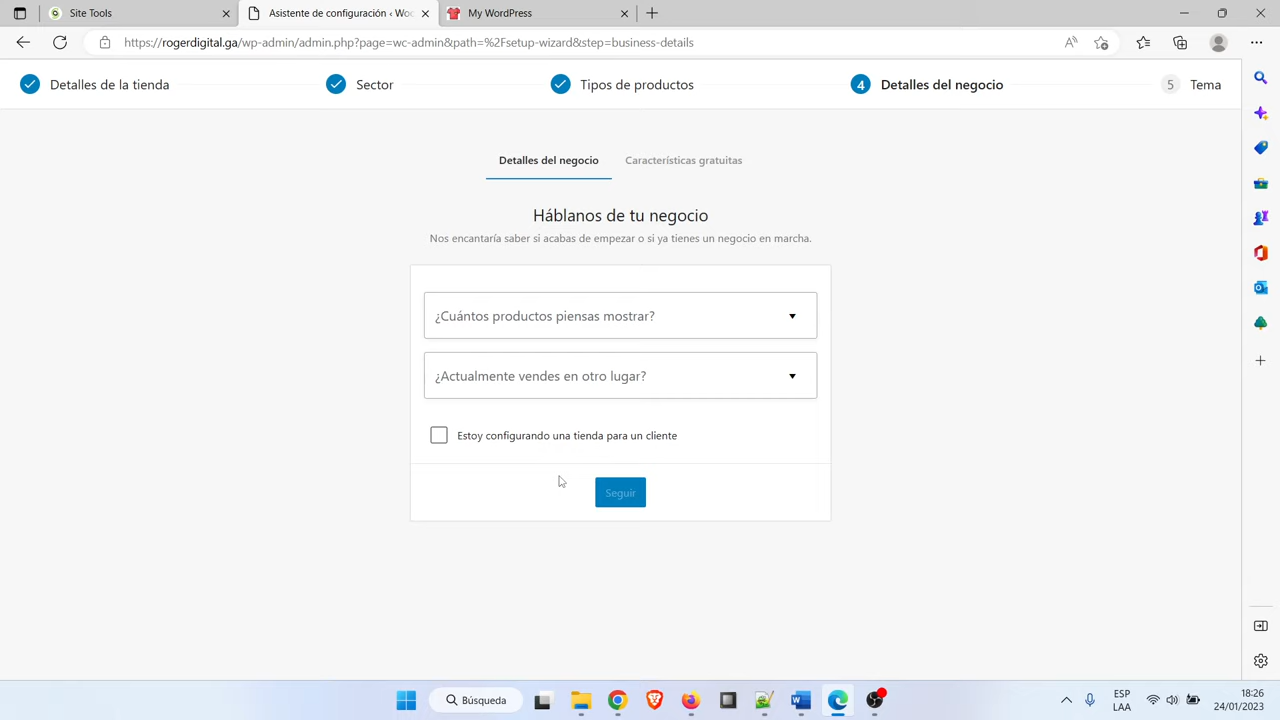 Site Tools
Asistente de configuración ‹ Woo
My WordPress
https://rogerdigital.ga/wp-admin/admin.php?page=wc-admin&path=%2Fsetup-wizard&step=business-details
Detalles de la tienda
Sector
Tipos de productos
4 Detalles del negocio
5 Tema
Detalles del negocio
Características gratuitas
Háblanos de tu negocio
Nos encantaría saber si acabas de empezar o si ya tienes un negocio en marcha.
¿Cuántos productos piensas mostrar?
¿Actualmente vendes en otro lugar?
Estoy configurando una tienda para un cliente
Seguir
Búsqueda
ESP
LAA
18:26
24/01/2023